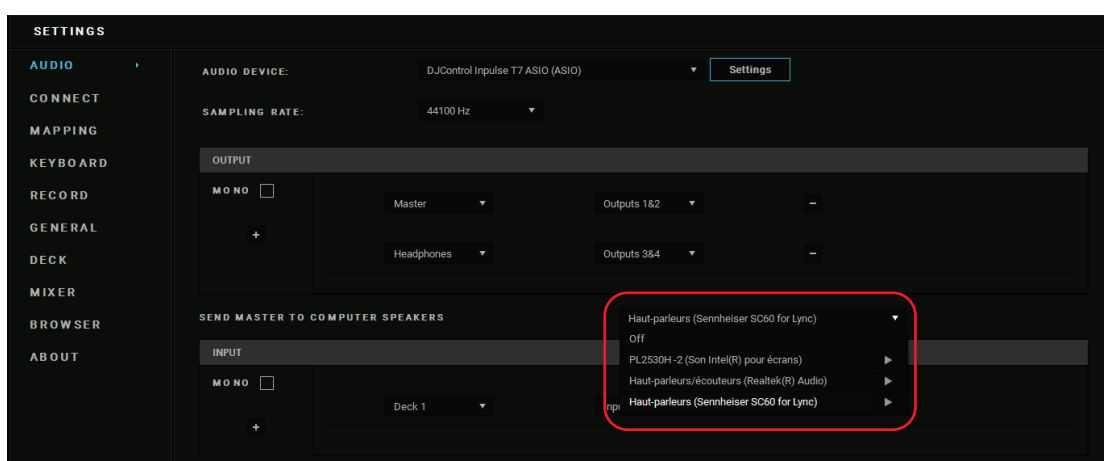 SETTINGS
AUDIO
CONNECT
MAPPING
KEYBOARD
RECORD
GENERAL
DECK
MIXER
BROWSER
ABOUT
AUDIO DEVICE: DJControl Inpulse T7 ASIO (ASIO) Settings
SAMPLING RATE: 44100 Hz
OUTPUT
MONO
Master Outputs 1&2 –
+
Headphones Outputs 3&4 –
SEND MASTER TO COMPUTER SPEAKERS Haut-parleurs (Sennheiser SC60 for Lync)
Off
PL2530H -2 (Son Intel(R) pour écrans)
Haut-parleurs/écouteurs (Realtek(R) Audio)
Haut-parleurs (Sennheiser SC60 for Lync)
INPUT
MONO
Deck 1
+